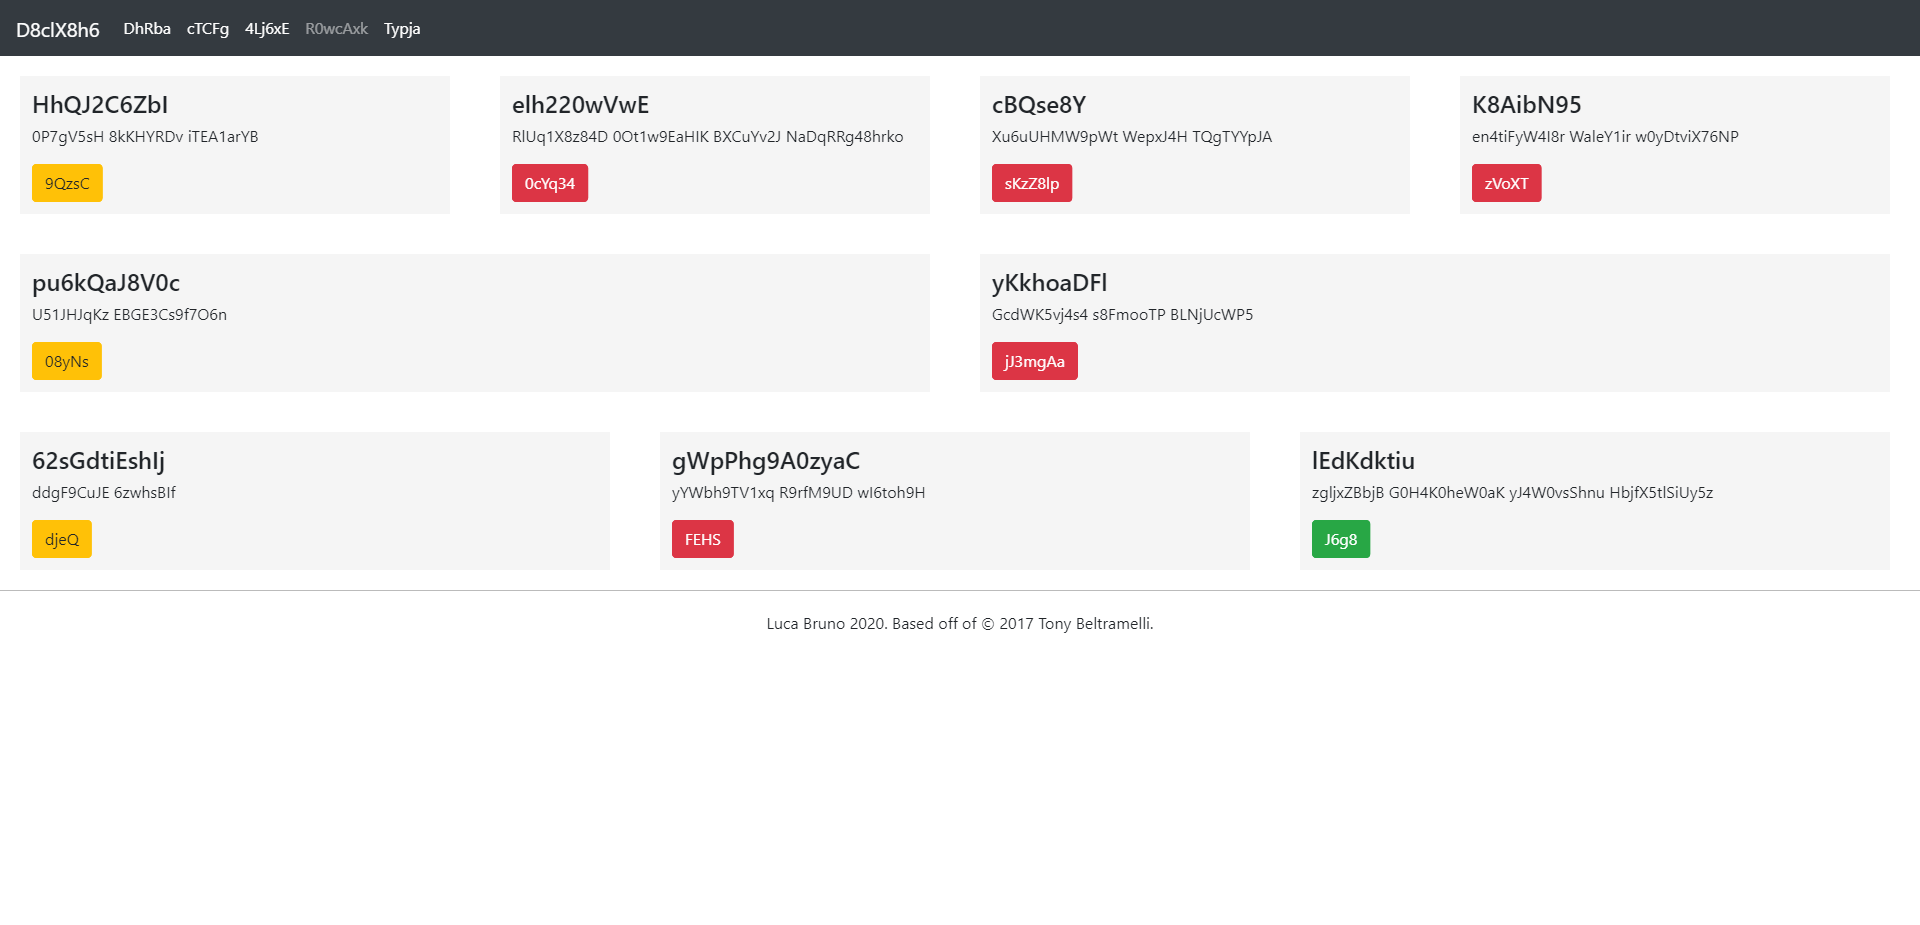 D8clX8h6 DhRba cTCFg 4Lj6xE R0wcAxk Typja
HhQJ2C6ZbI
0P7gV5sH 8kKHYRDv iTEA1arYB
9QzsC
elh220wVwE
RlUq1X8z84D 0Ot1w9EaHIK BXCuYv2J NaDqRRg48hrko
0cYq34
cBQse8Y
Xu6uUHMW9pWt WepxJ4H TQgTYYpJA
sKzZ8lp
K8AibN95
en4tiFyW4I8r WaleY1ir w0yDtviX76NP
zVoXT
pu6kQaJ8V0c
U51JHJqKz EBGE3Cs9f7O6n
08yNs
yKkhoaDFl
GcdWK5vj4s4 s8FmooTP BLNjUcWP5
jJ3mgAa
62sGdtiEshIj
ddgF9CuJE 6zwhsBIf
djeQ
gWpPhg9A0zyaC
yYWbh9TV1xq R9rfM9UD wI6toh9H
FEHS
lEdKdktiu
zgljxZBbjB G0H4K0heW0aK yJ4W0vsShnu HbjfX5tlSiUy5z
J6g8
Luca Bruno 2020. Based off of © 2017 Tony Beltramelli.